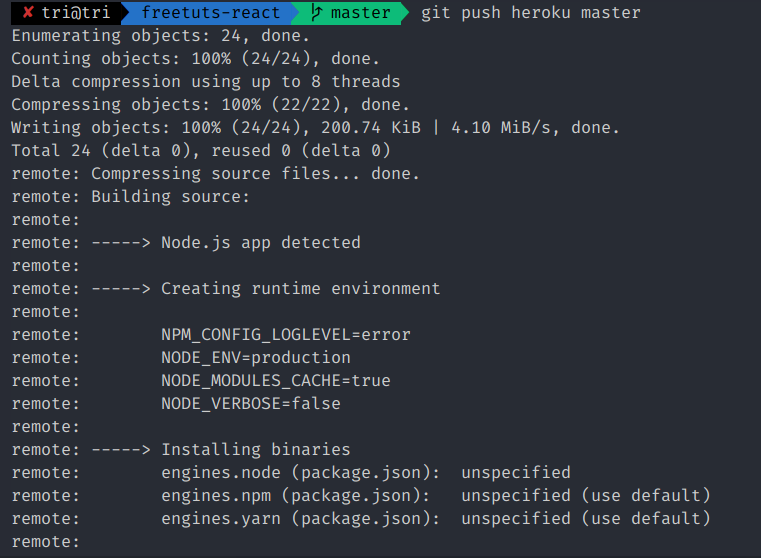 ✘ tri@tri freetuts-react master git push heroku master
Enumerating objects: 24, done.
Counting objects: 100% (24/24), done.
Delta compression using up to 8 threads
Compressing objects: 100% (22/22), done.
Writing objects: 100% (24/24), 200.74 KiB | 4.10 MiB/s, done.
Total 24 (delta 0), reused 0 (delta 0)
remote: Compressing source files... done.
remote: Building source:
remote:
remote: -----> Node.js app detected
remote:
remote: -----> Creating runtime environment
remote:
remote:        NPM_CONFIG_LOGLEVEL=error
remote:        NODE_ENV=production
remote:        NODE_MODULES_CACHE=true
remote:        NODE_VERBOSE=false
remote:
remote: -----> Installing binaries
remote:        engines.node (package.json):  unspecified
remote:        engines.npm (package.json):   unspecified (use default)
remote:        engines.yarn (package.json):  unspecified (use default)
remote: